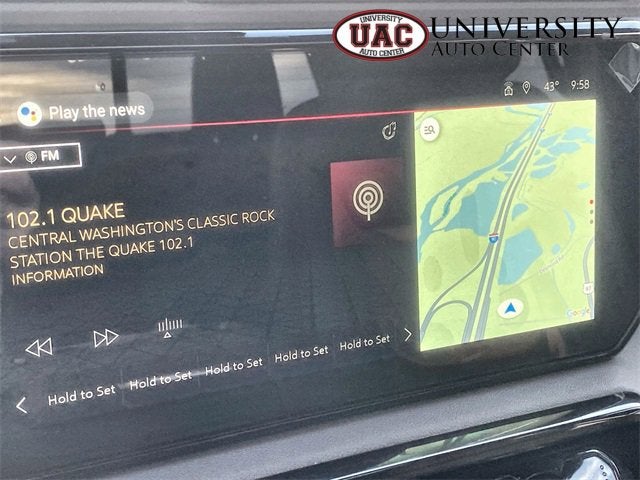 UNIVERSITY
UAC
AUTO CENTER
UNIVERSITY
AUTO CENTER
43° 9:58
Play the news
FM
102.1 QUAKE
CENTRAL WASHINGTON'S CLASSIC ROCK
STATION THE QUAKE 102.1
INFORMATION
Hold to Set Hold to Set Hold to Set Hold to Set Hold to Set
Google